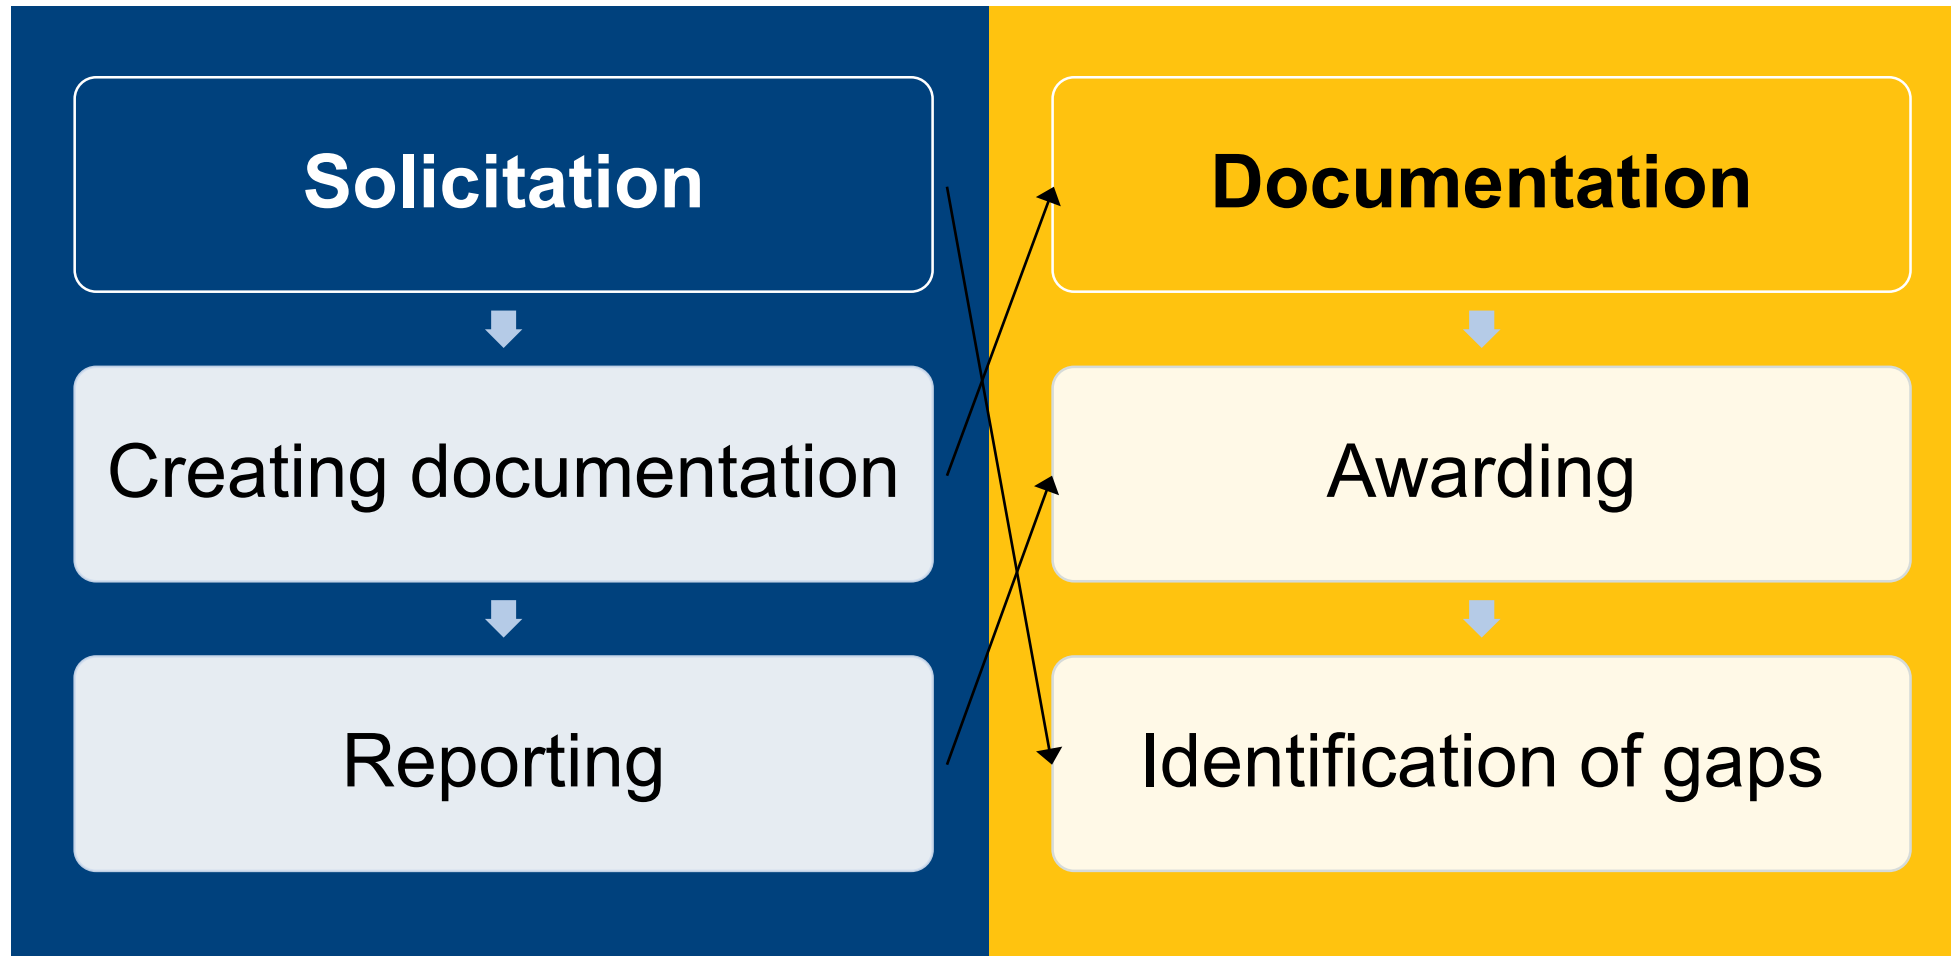 Solicitation
Creating documentation
Reporting
Documentation
Awarding
Identification of gaps